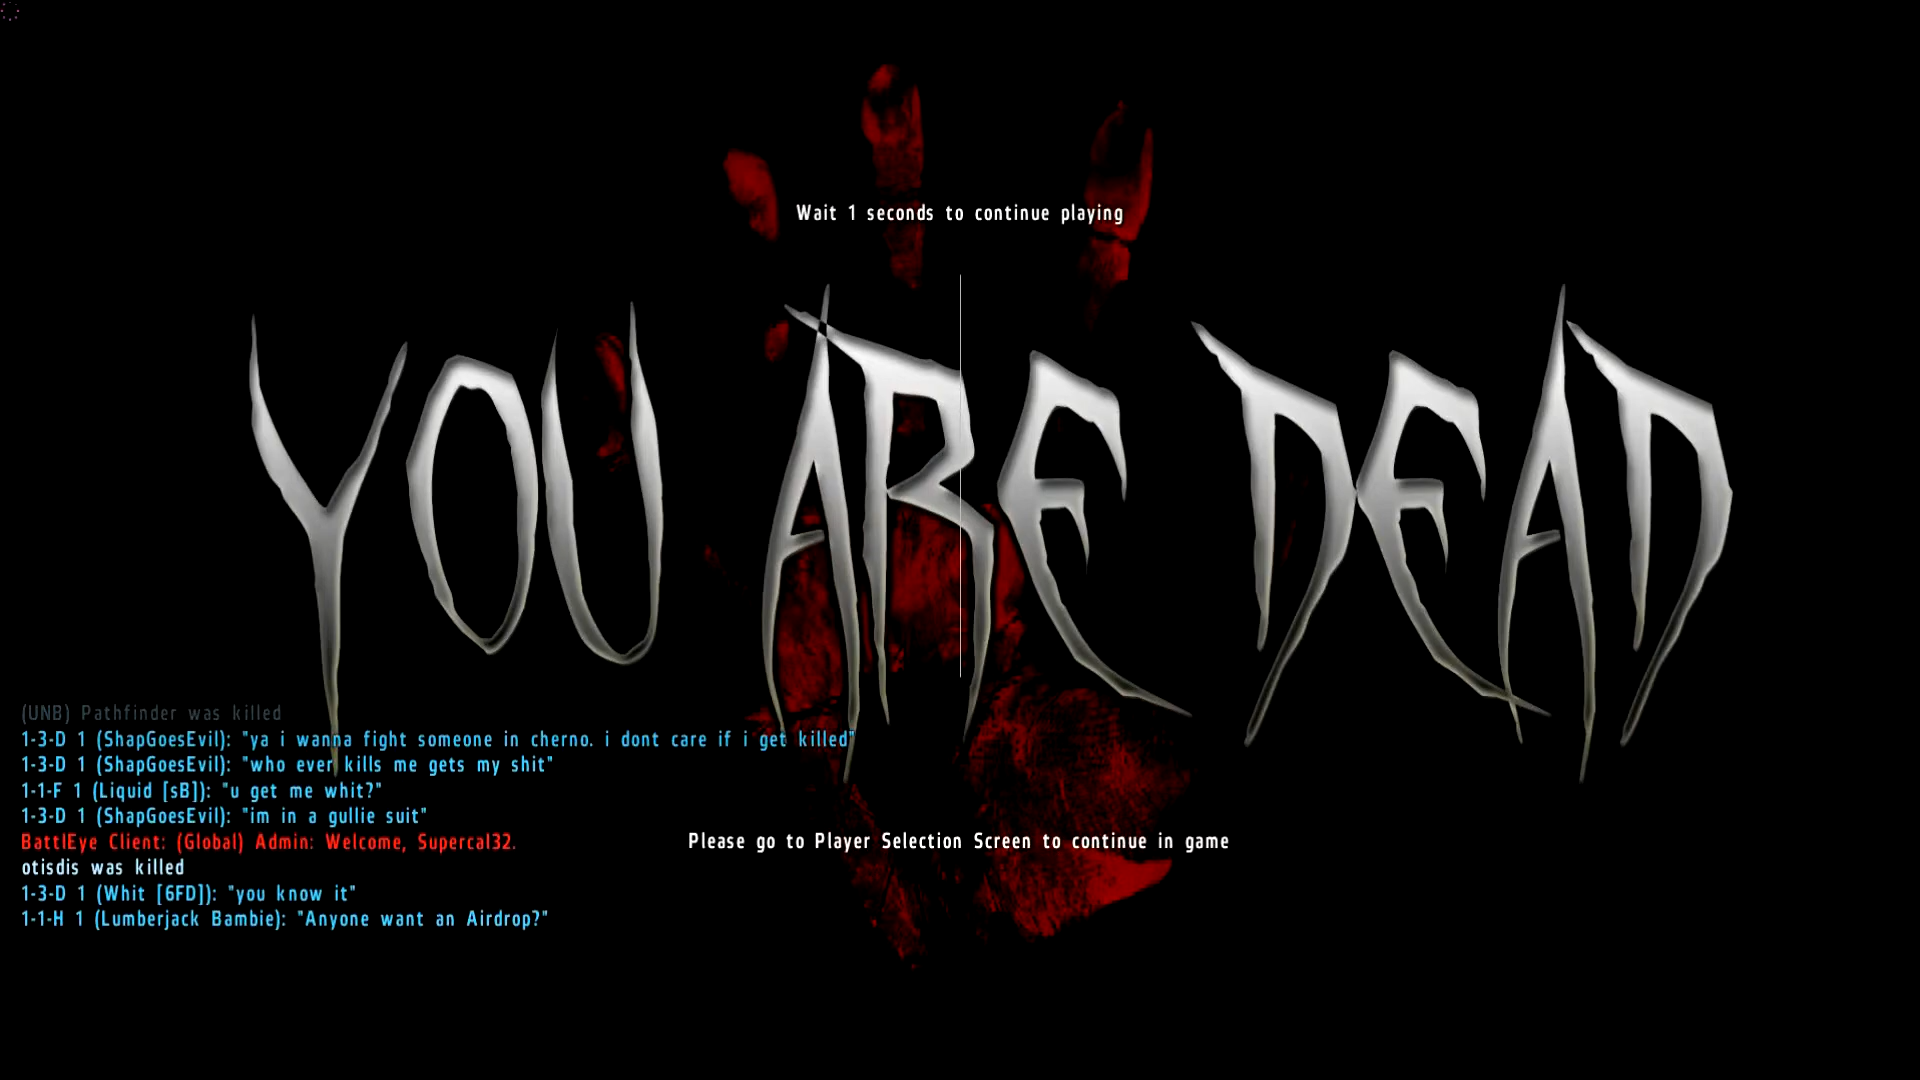 Wait 1 seconds to continue playing
YOU ARE DEAD
(UNB) Pathfinder was killed
1-3-D 1 (ShapGoesEvil): "ya i wanna fight someone in cherno. i dont care if i get killed"
1-3-D 1 (ShapGoesEvil): "who ever kills me gets my shit"
1-1-F 1 (Liquid [sB]): "u get me whit?"
1-3-D 1 (ShapGoesEvil): "im in a gullie suit"
BattlEye Client: (Global) Admin: Welcome, Supercal32.
Please go to Player Selection Screen to continue in game
otisdis was killed
1-3-D 1 (Whit [6FD]): "you know it"
1-1-H 1 (Lumberjack Bambie): "Anyone want an Airdrop?"